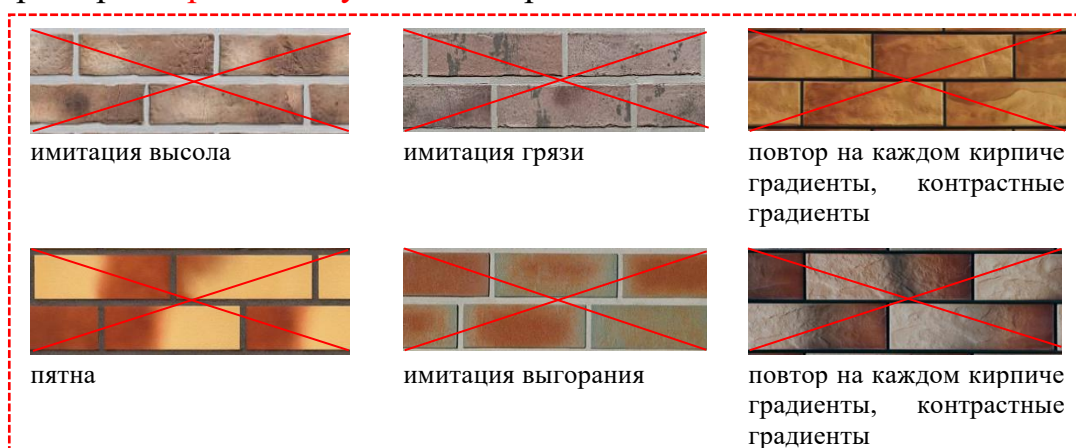 имитация высола
имитация грязи
повтор на каждом кирпиче
градиенты, контрастные
градиенты
пятна
имитация выгорания
повтор на каждом кирпиче
градиенты, контрастные
градиенты